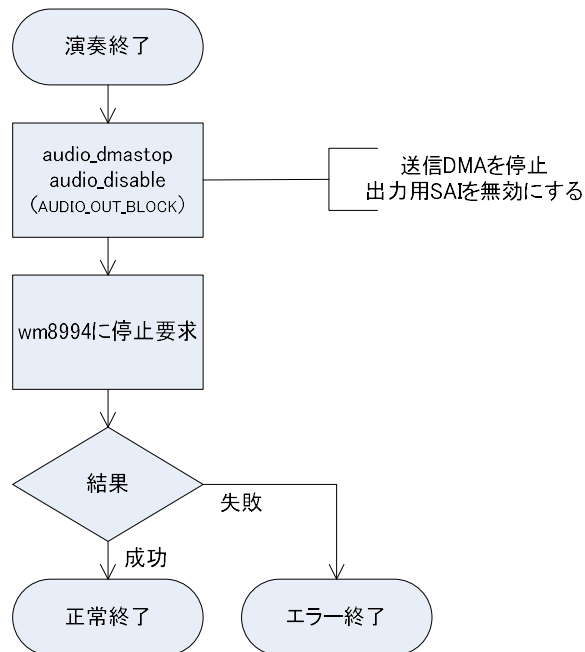 演奏終了
audio_dmastop
audio_disable
(AUDIO_OUT_BLOCK)
送信DMAを停止
出力用SAIを無効にする
wm8994に停止要求
結果
失敗
成功
正常終了
エラー終了